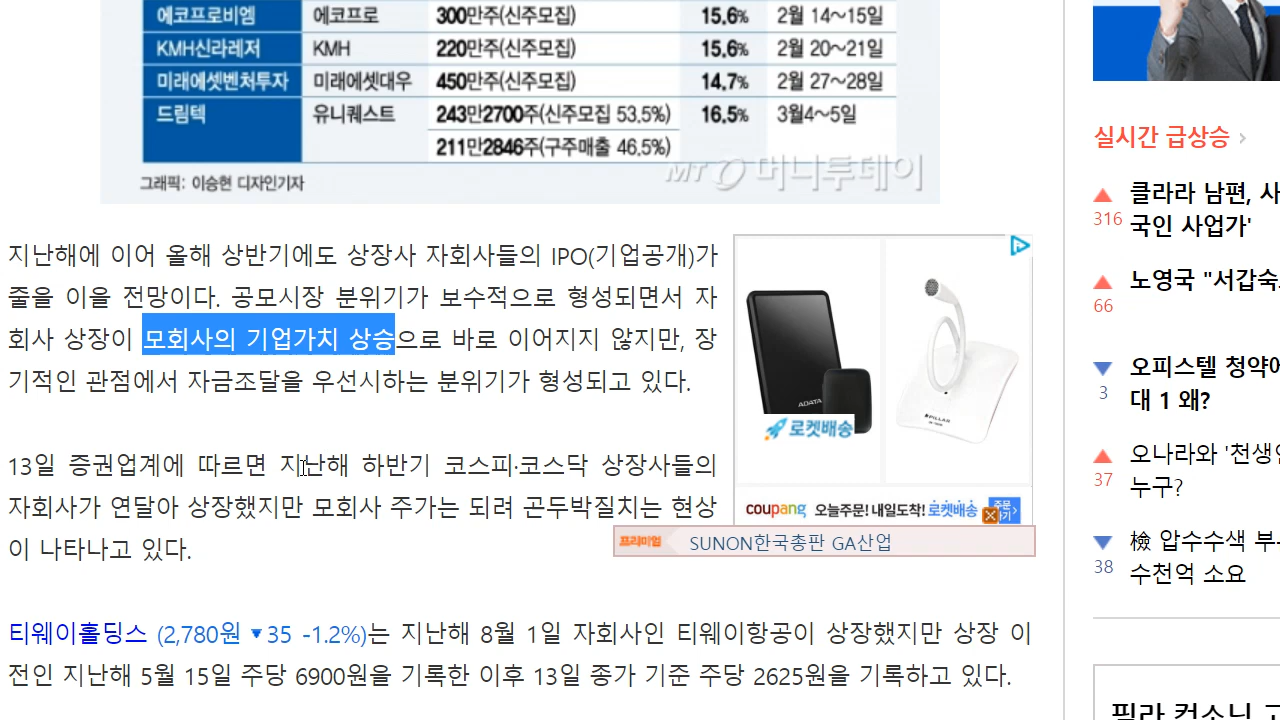 에코프로비엠 에코프로 300만주(신주모집) 15.6% 2월 14~15일
KMH신라레저 KMH 220만주(신주모집) 15.6% 2월 20~21일
미래에셋벤처투자 미래에셋대우 450만주(신주모집) 14.7% 2월 27~28일
드림텍 유니퀘스트 243만2700주(신주모집 53.5%) 16.5% 3월4~5일
211만2846주(구주매출 46.5%)
MT 머니투데이
그래픽: 이승현 디자인기자
지난해에 이어 올해 상반기에도 상장사 자회사들의 IPO(기업공개)가
줄을 이을 전망이다. 공모시장 분위기가 보수적으로 형성되면서 자
회사 상장이 모회사의 기업가치 상승으로 바로 이어지지 않지만, 장
기적인 관점에서 자금조달을 우선시하는 분위기가 형성되고 있다.
13일 증권업계에 따르면 지난해 하반기 코스피·코스닥 상장사들의
자회사가 연달아 상장했지만 모회사 주가는 되려 곤두박질치는 현상
이 나타나고 있다.
티웨이홀딩스 (2,780원 ▼35 -1.2%)는 지난해 8월 1일 자회사인 티웨이항공이 상장했지만 상장 이
전인 지난해 5월 15일 주당 6900원을 기록한 이후 13일 종가 기준 주당 2625원을 기록하고 있다.
ADATA
로켓배송
PILLAR
coupang 오늘주문! 내일도착! 로켓배송
프리미엄 SUNON한국총판 GA산업
실시간 급상승 ›
▲ 클라라 남편, 사
316 국인 사업가'
▲ 노영국 "서갑숙
66
▼ 오피스텔 청약에
3 대 1 왜?
▲ 오나라와 '천생
37 누구?
▼ 檢 압수수색 부
38 수천억 소요
필라 컨소